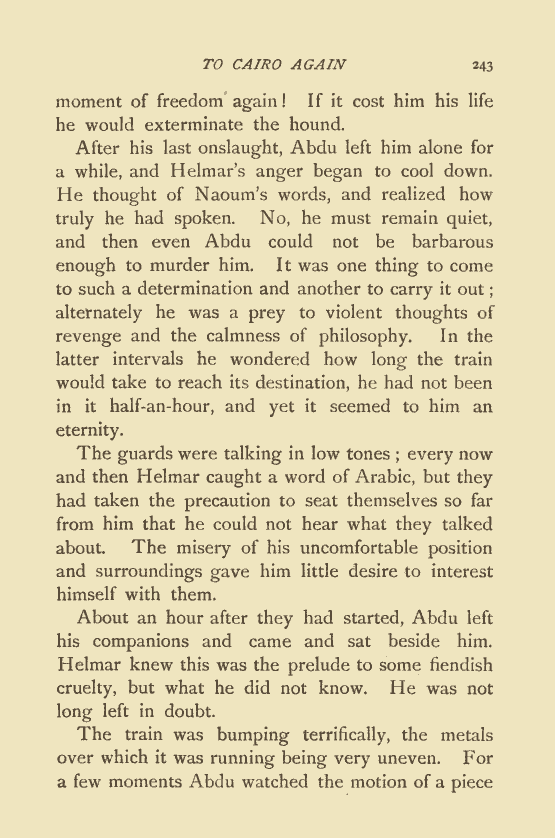 TO CAIRO AGAIN 243
moment of freedom again! If it cost him his life
he would exterminate the hound.
After his last onslaught, Abdu left him alone for
a while, and Helmar's anger began to cool down.
He thought of Naoum's words, and realized how
truly he had spoken. No, he must remain quiet,
and then even Abdu could not be barbarous
enough to murder him. It was one thing to come
to such a determination and another to carry it out;
alternately he was a prey to violent thoughts of
revenge and the calmness of philosophy. In the
latter intervals he wondered how long the train
would take to reach its destination, he had not been
in it half-an-hour, and yet it seemed to him an
eternity.
The guards were talking in low tones; every now
and then Helmar caught a word of Arabic, but they
had taken the precaution to seat themselves so far
from him that he could not hear what they talked
about. The misery of his uncomfortable position
and surroundings gave him little desire to interest
himself with them.
About an hour after they had started, Abdu left
his companions and came and sat beside him.
Helmar knew this was the prelude to some fiendish
cruelty, but what he did not know. He was not
long left in doubt.
The train was bumping terrifically, the metals
over which it was running being very uneven. For
a few moments Abdu watched the motion of a piece